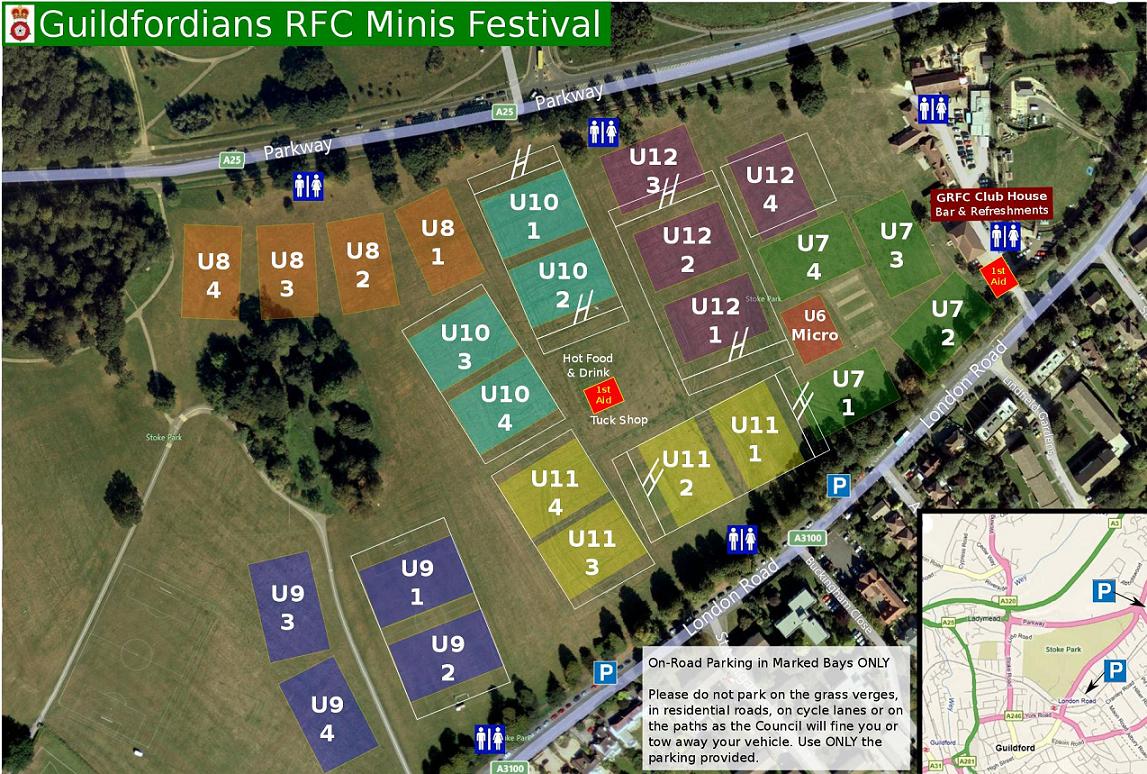 Guildfordians RFC Minis Festival
A25
Parkway
A25
Parkway
GRFC Club House
Bar & Refreshments
1st
Aid
U12
3
U12
4
U10
1
U12
2
U7
4
U7
3
U8
4
U8
3
U8
2
U8
1
U10
2
U12
1
Stoke Park
U6
Micro
U7
2
U10
3
U10
4
Hot Food
& Drink
1st
Aid
Tuck Shop
U7
1
London Road
Stoke Park
U11
4
U11
3
U11
2
U11
1
P
A3100
London Road
Buckingham Close
U9
3
U9
1
U9
2
U9
4
P
A3100
On-Road Parking in Marked Bays ONLY
Please do not park on the grass verges,
in residential roads, on cycle lanes or on
the paths as the Council will fine you or
tow away your vehicle. Use ONLY the
parking provided.
A3
Wey
A320
P
A25
Ladymead
Parkway
Stoke Park
P
London Road
Wey
A246
York Road
Guildford
Guildford
Epsom Road
High Street
A31
A281